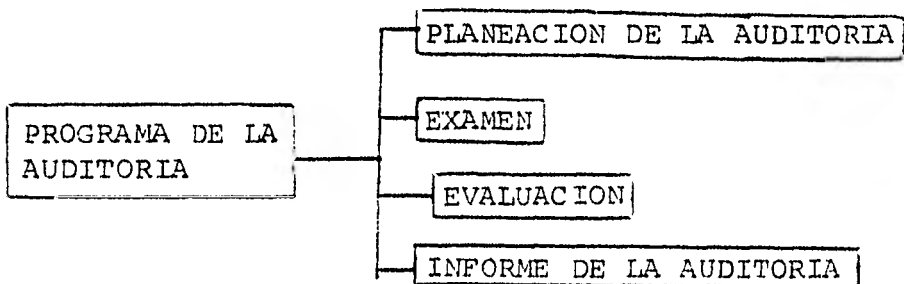 PLANEACION DE LA AUDITORIA
EXAMEN
PROGRAMA DE LA
AUDITORIA
EVALUACION
INFORME DE LA AUDITORIA